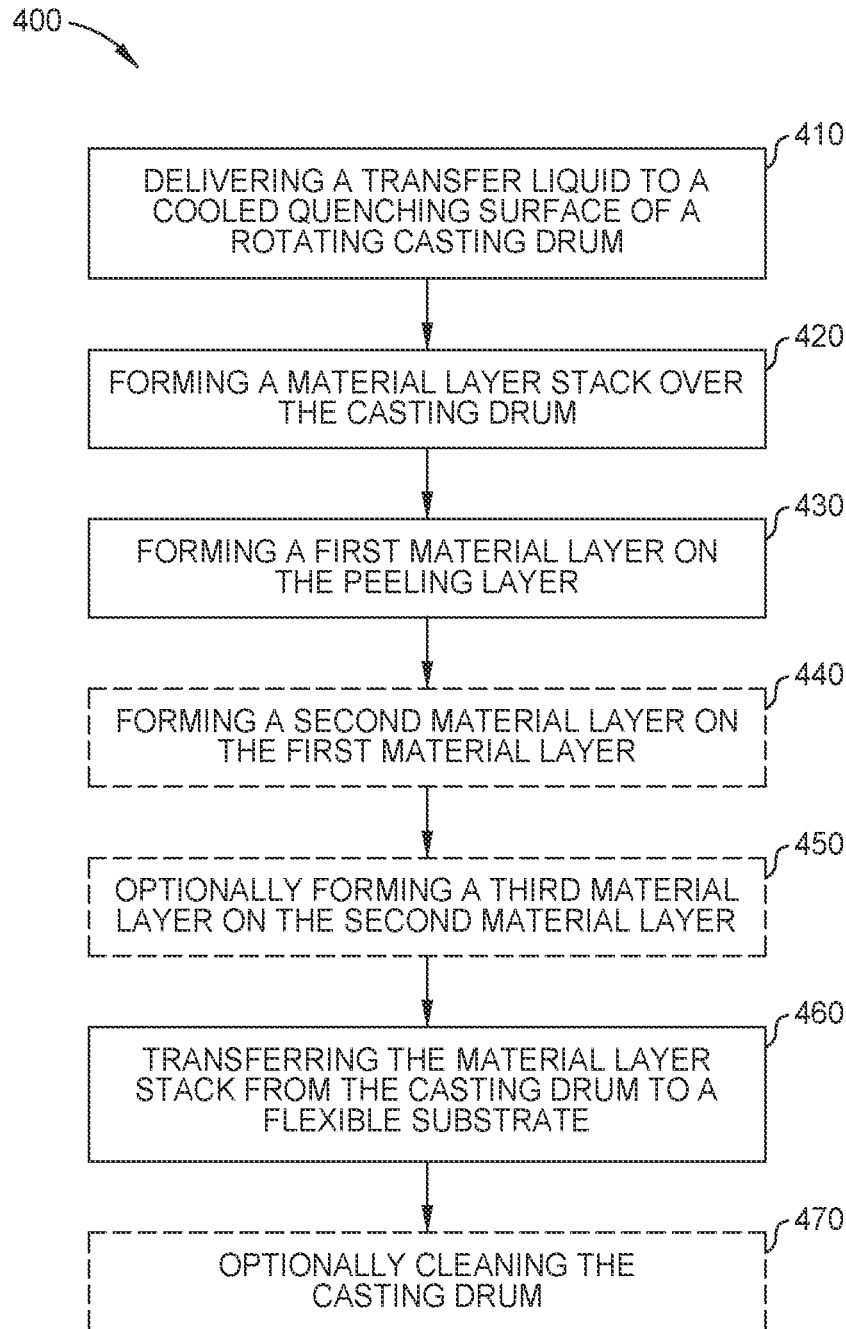 400
410
DELIVERING A TRANSFER LIQUID TO A
COOLED QUENCHING SURFACE OF A
ROTATING CASTING DRUM
420
FORMING A MATERIAL LAYER STACK OVER
THE CASTING DRUM
430
FORMING A FIRST MATERIAL LAYER ON
THE PEELING LAYER
440
FORMING A SECOND MATERIAL LAYER ON
THE FIRST MATERIAL LAYER
450
OPTIONALLY FORMING A THIRD MATERIAL
LAYER ON THE SECOND MATERIAL LAYER
460
TRANSFERRING THE MATERIAL LAYER
STACK FROM THE CASTING DRUM TO A
FLEXIBLE SUBSTRATE
470
OPTIONALLY CLEANING THE
CASTING DRUM